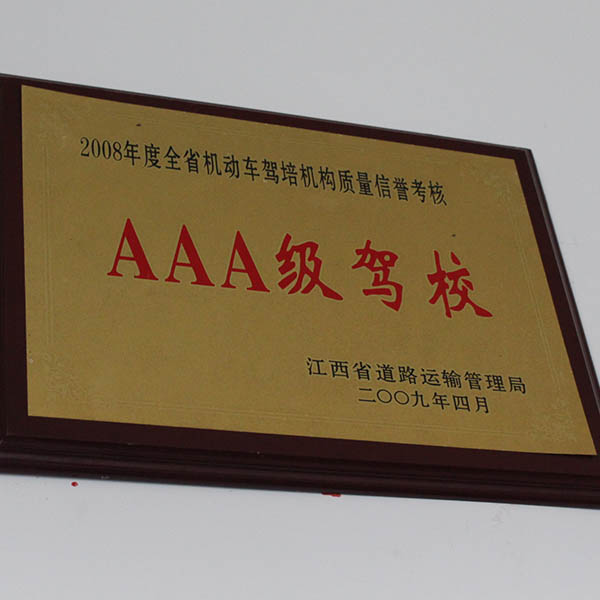 2008年度全省机动车驾培机构质量信誉考核
AAA级驾校
江西省道路运输管理局
二〇〇九年四月